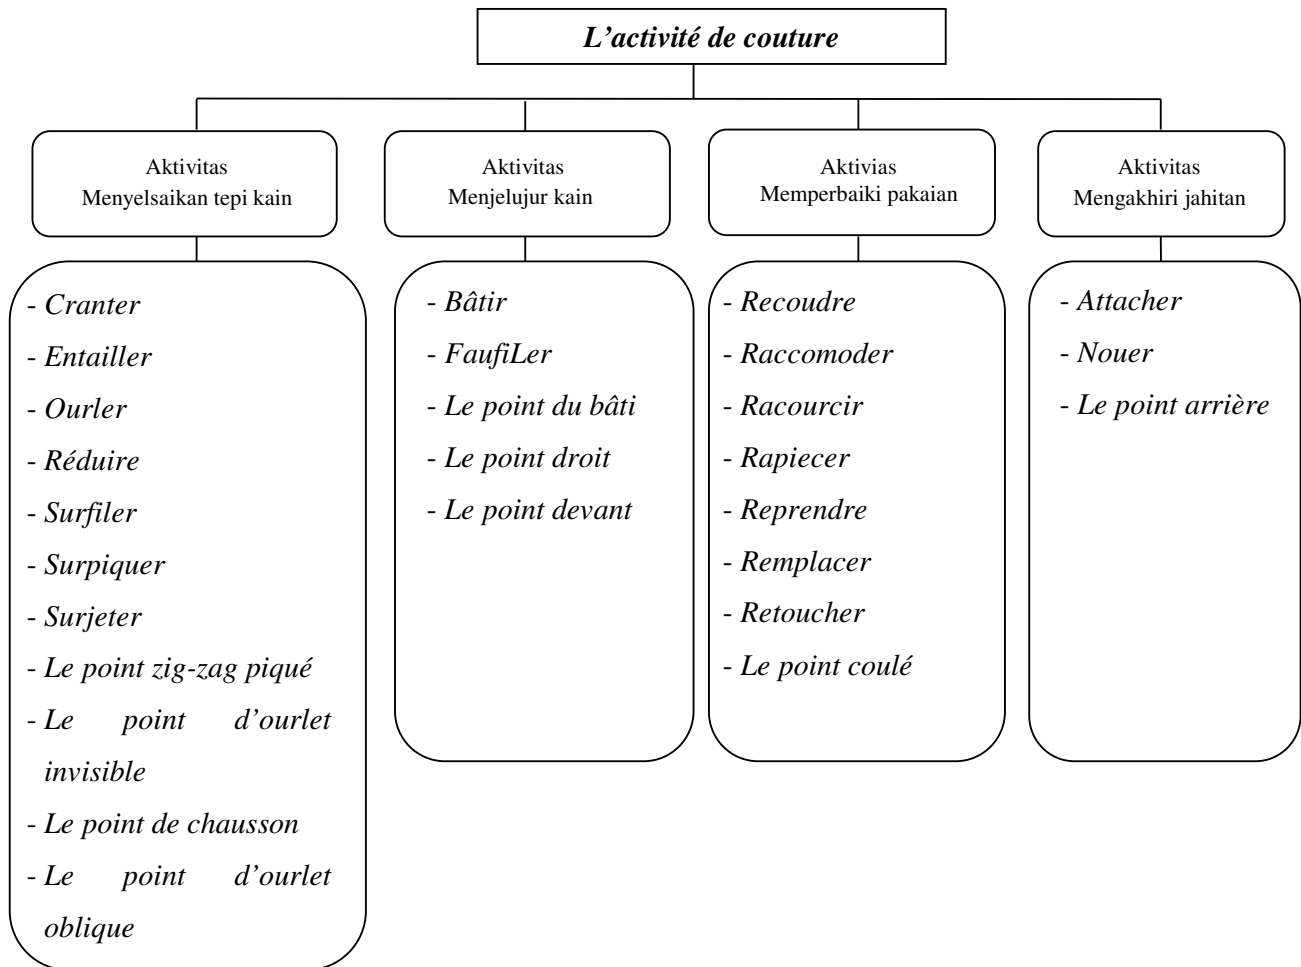 L'activité de couture
Aktivitas
Menyelsaikan tepi kain
Aktivitas
Menjelujur kain
Aktivias
Memperbaiki pakaian
Aktivitas
Mengakhiri jahitan
- Cranter
- Entailler
- Ourler
- Réduire
- Surfiler
- Surpiquer
- Surjeter
- Le point zig-zag piqué
- Le point d'ourlet
invisible
- Le point de chausson
- Le point d'ourlet
oblique
- Bâtir
- FaufiLer
- Le point du bâti
- Le point droit
- Le point devant
- Recoudre
- Raccomoder
- Racourcir
- Rapiecer
- Reprendre
- Remplacer
- Retoucher
- Le point coulé
- Attacher
- Nouer
- Le point arrière